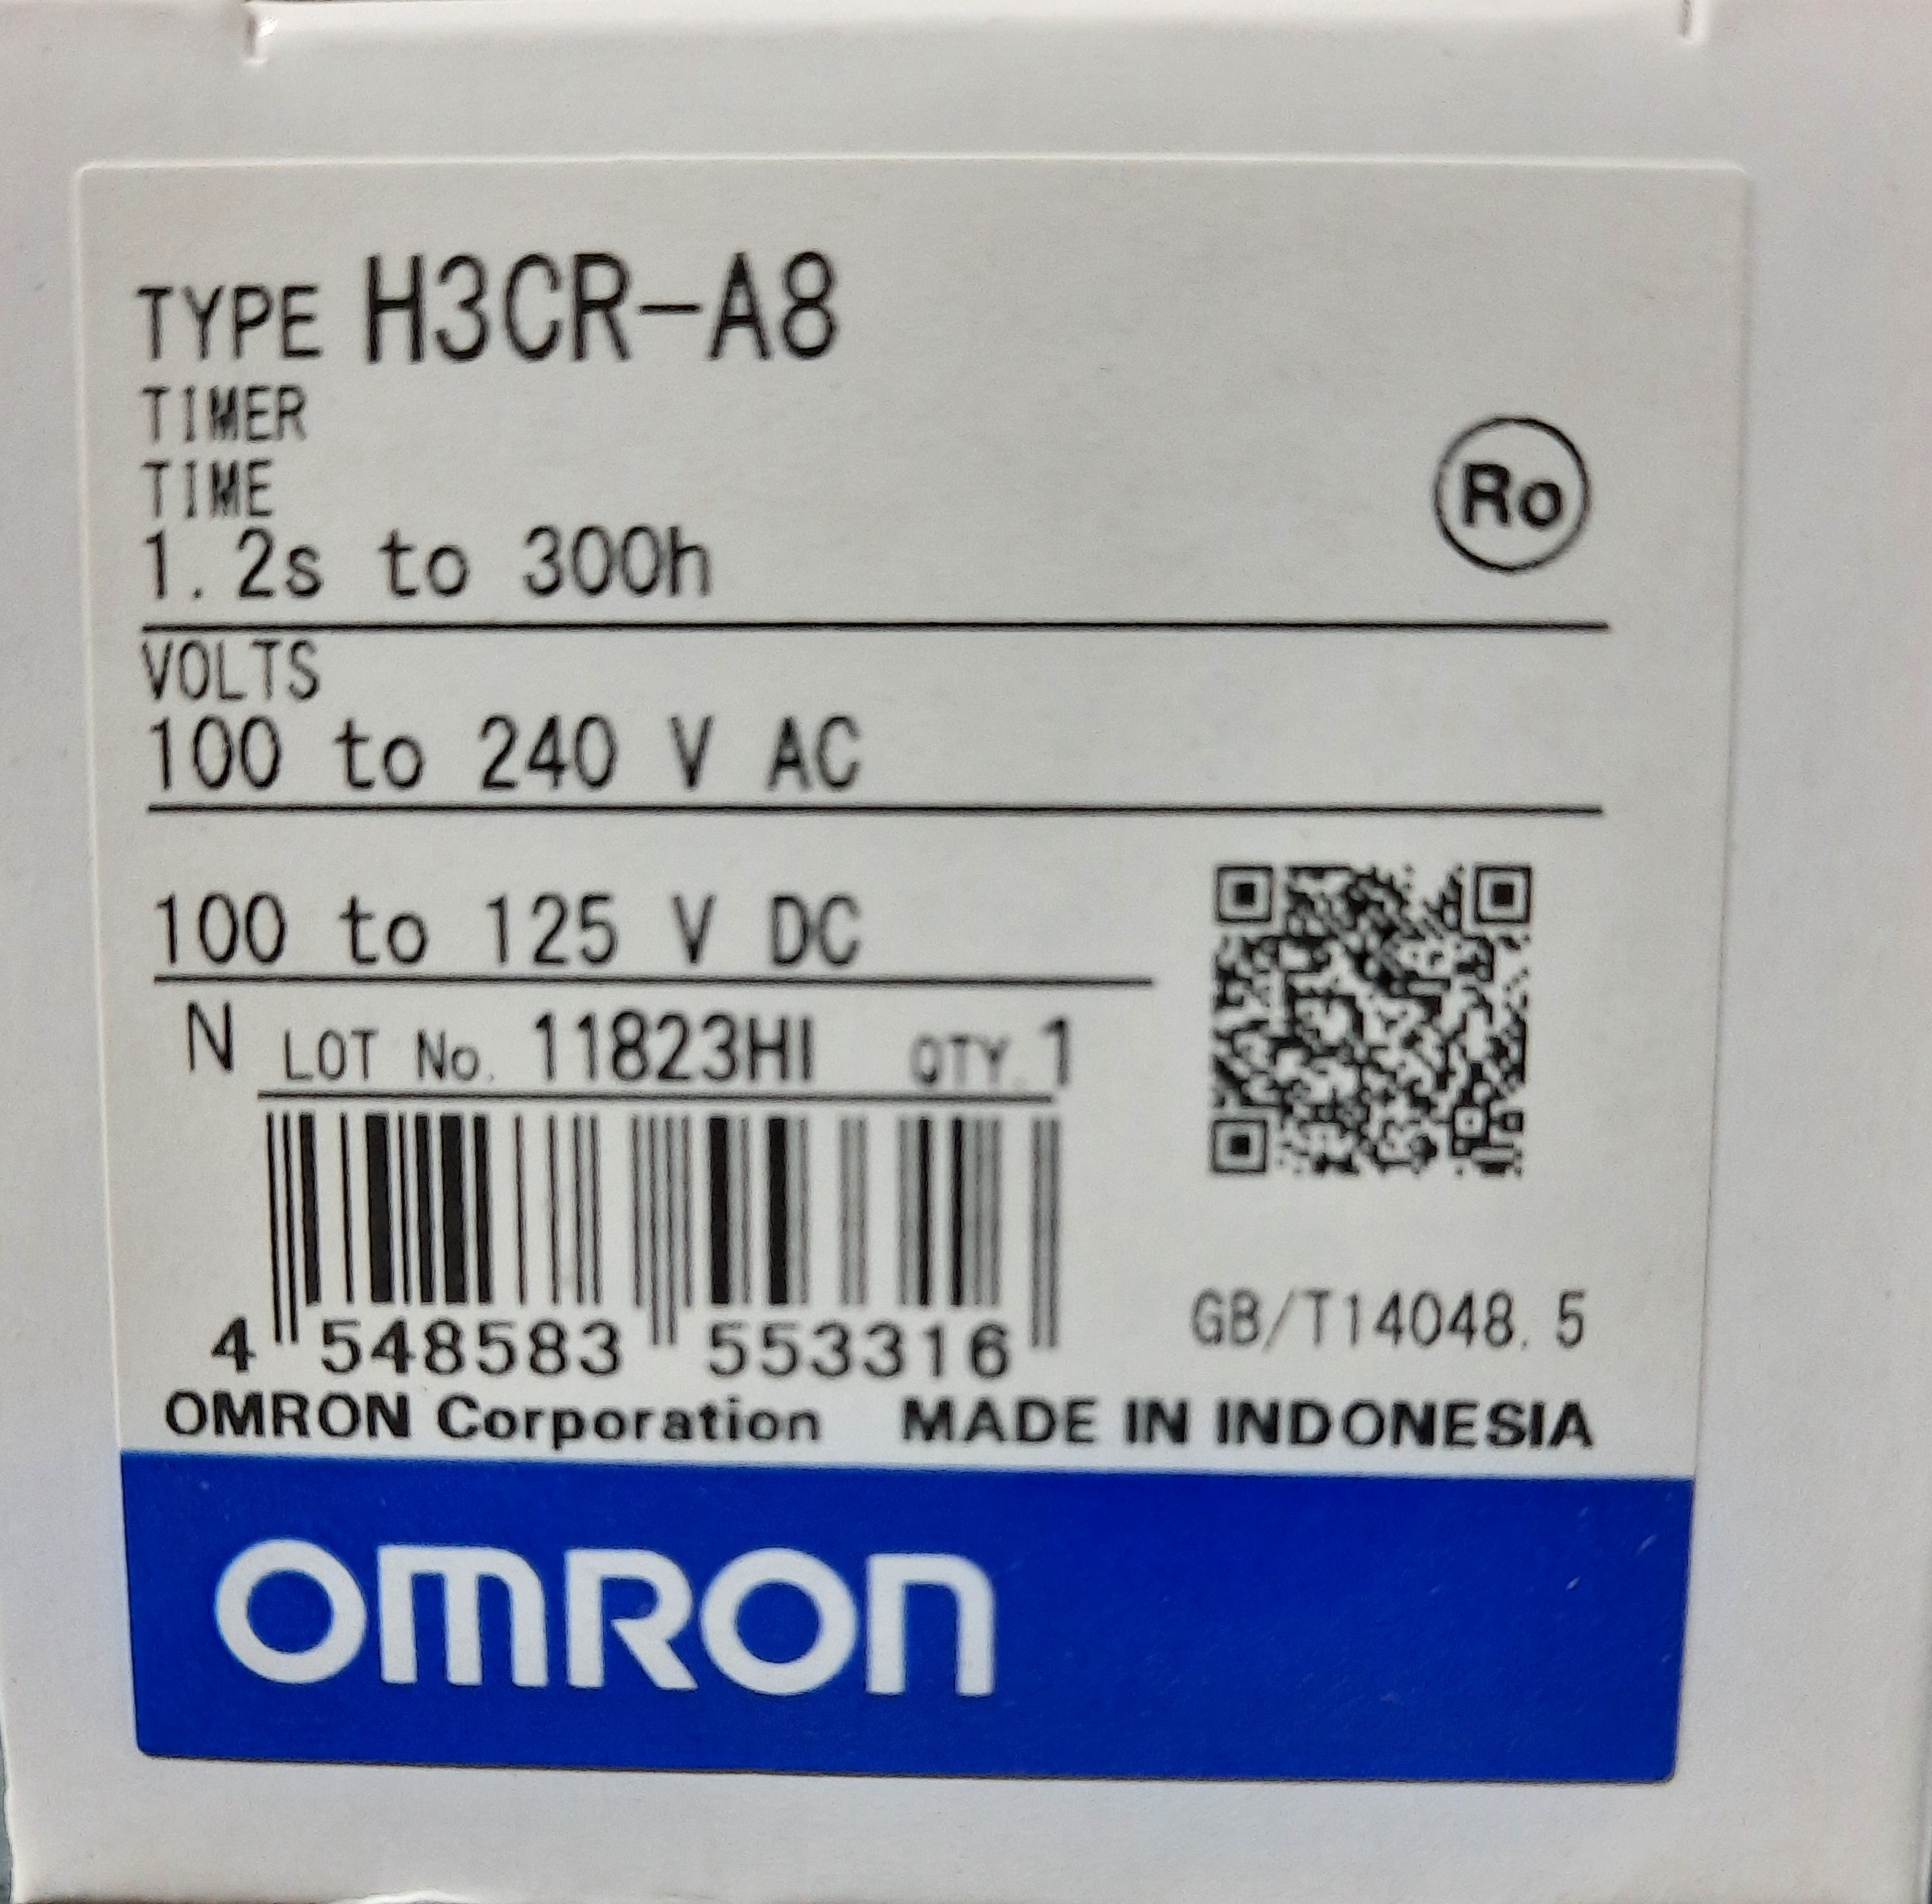 TYPE H3CR-A8
TIMER
TIME
1.2s to 300h
Ro
VOLTS
100 to 240 V AC
100 to 125 V DC
N LOT No. 11823HI QTY.1
4 548583 553316
GB/T14048.5
OMRON Corporation MADE IN INDONESIA
OMRON